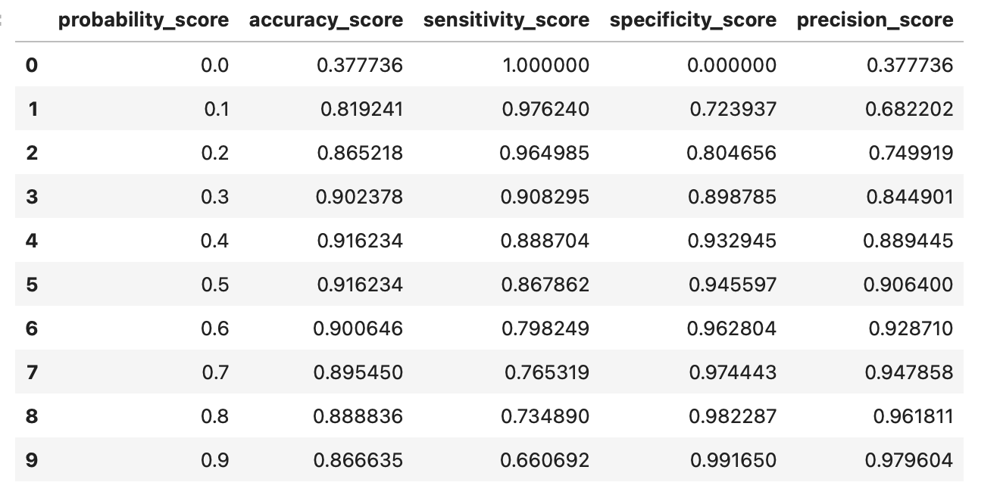 probability_score accuracy_score sensitivity_score specificity_score precision_score
0 0.0 0.377736 1.000000 0.000000 0.377736
1 0.1 0.819241 0.976240 0.723937 0.682202
2 0.2 0.865218 0.964985 0.804656 0.749919
3 0.3 0.902378 0.908295 0.898785 0.844901
4 0.4 0.916234 0.888704 0.932945 0.889445
5 0.5 0.916234 0.867862 0.945597 0.906400
6 0.6 0.900646 0.798249 0.962804 0.928710
7 0.7 0.895450 0.765319 0.974443 0.947858
8 0.8 0.888836 0.734890 0.982287 0.961811
9 0.9 0.866635 0.660692 0.991650 0.979604